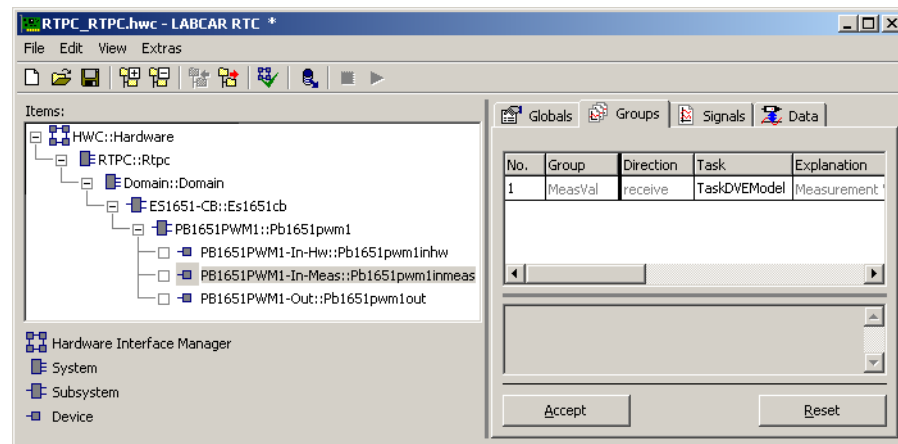 RTPC_RTPC.hwc - LABCAR RTC *
File Edit View Extras
Items:
HWC::Hardware
RTPC::Rtpc
Domain::Domain
ES1651-CB::Es1651cb
PB1651PWM1::Pb1651pwm1
PB1651PWM1-In-Hw::Pb1651pwm1inhw
PB1651PWM1-In-Meas::Pb1651pwm1inmeas
PB1651PWM1-Out::Pb1651pwm1out
Hardware Interface Manager
System
Subsystem
Device
Globals Groups Signals Data
No. Group Direction Task Explanation
1 MeasVal receive TaskDVEModel Measurement
Accept Reset